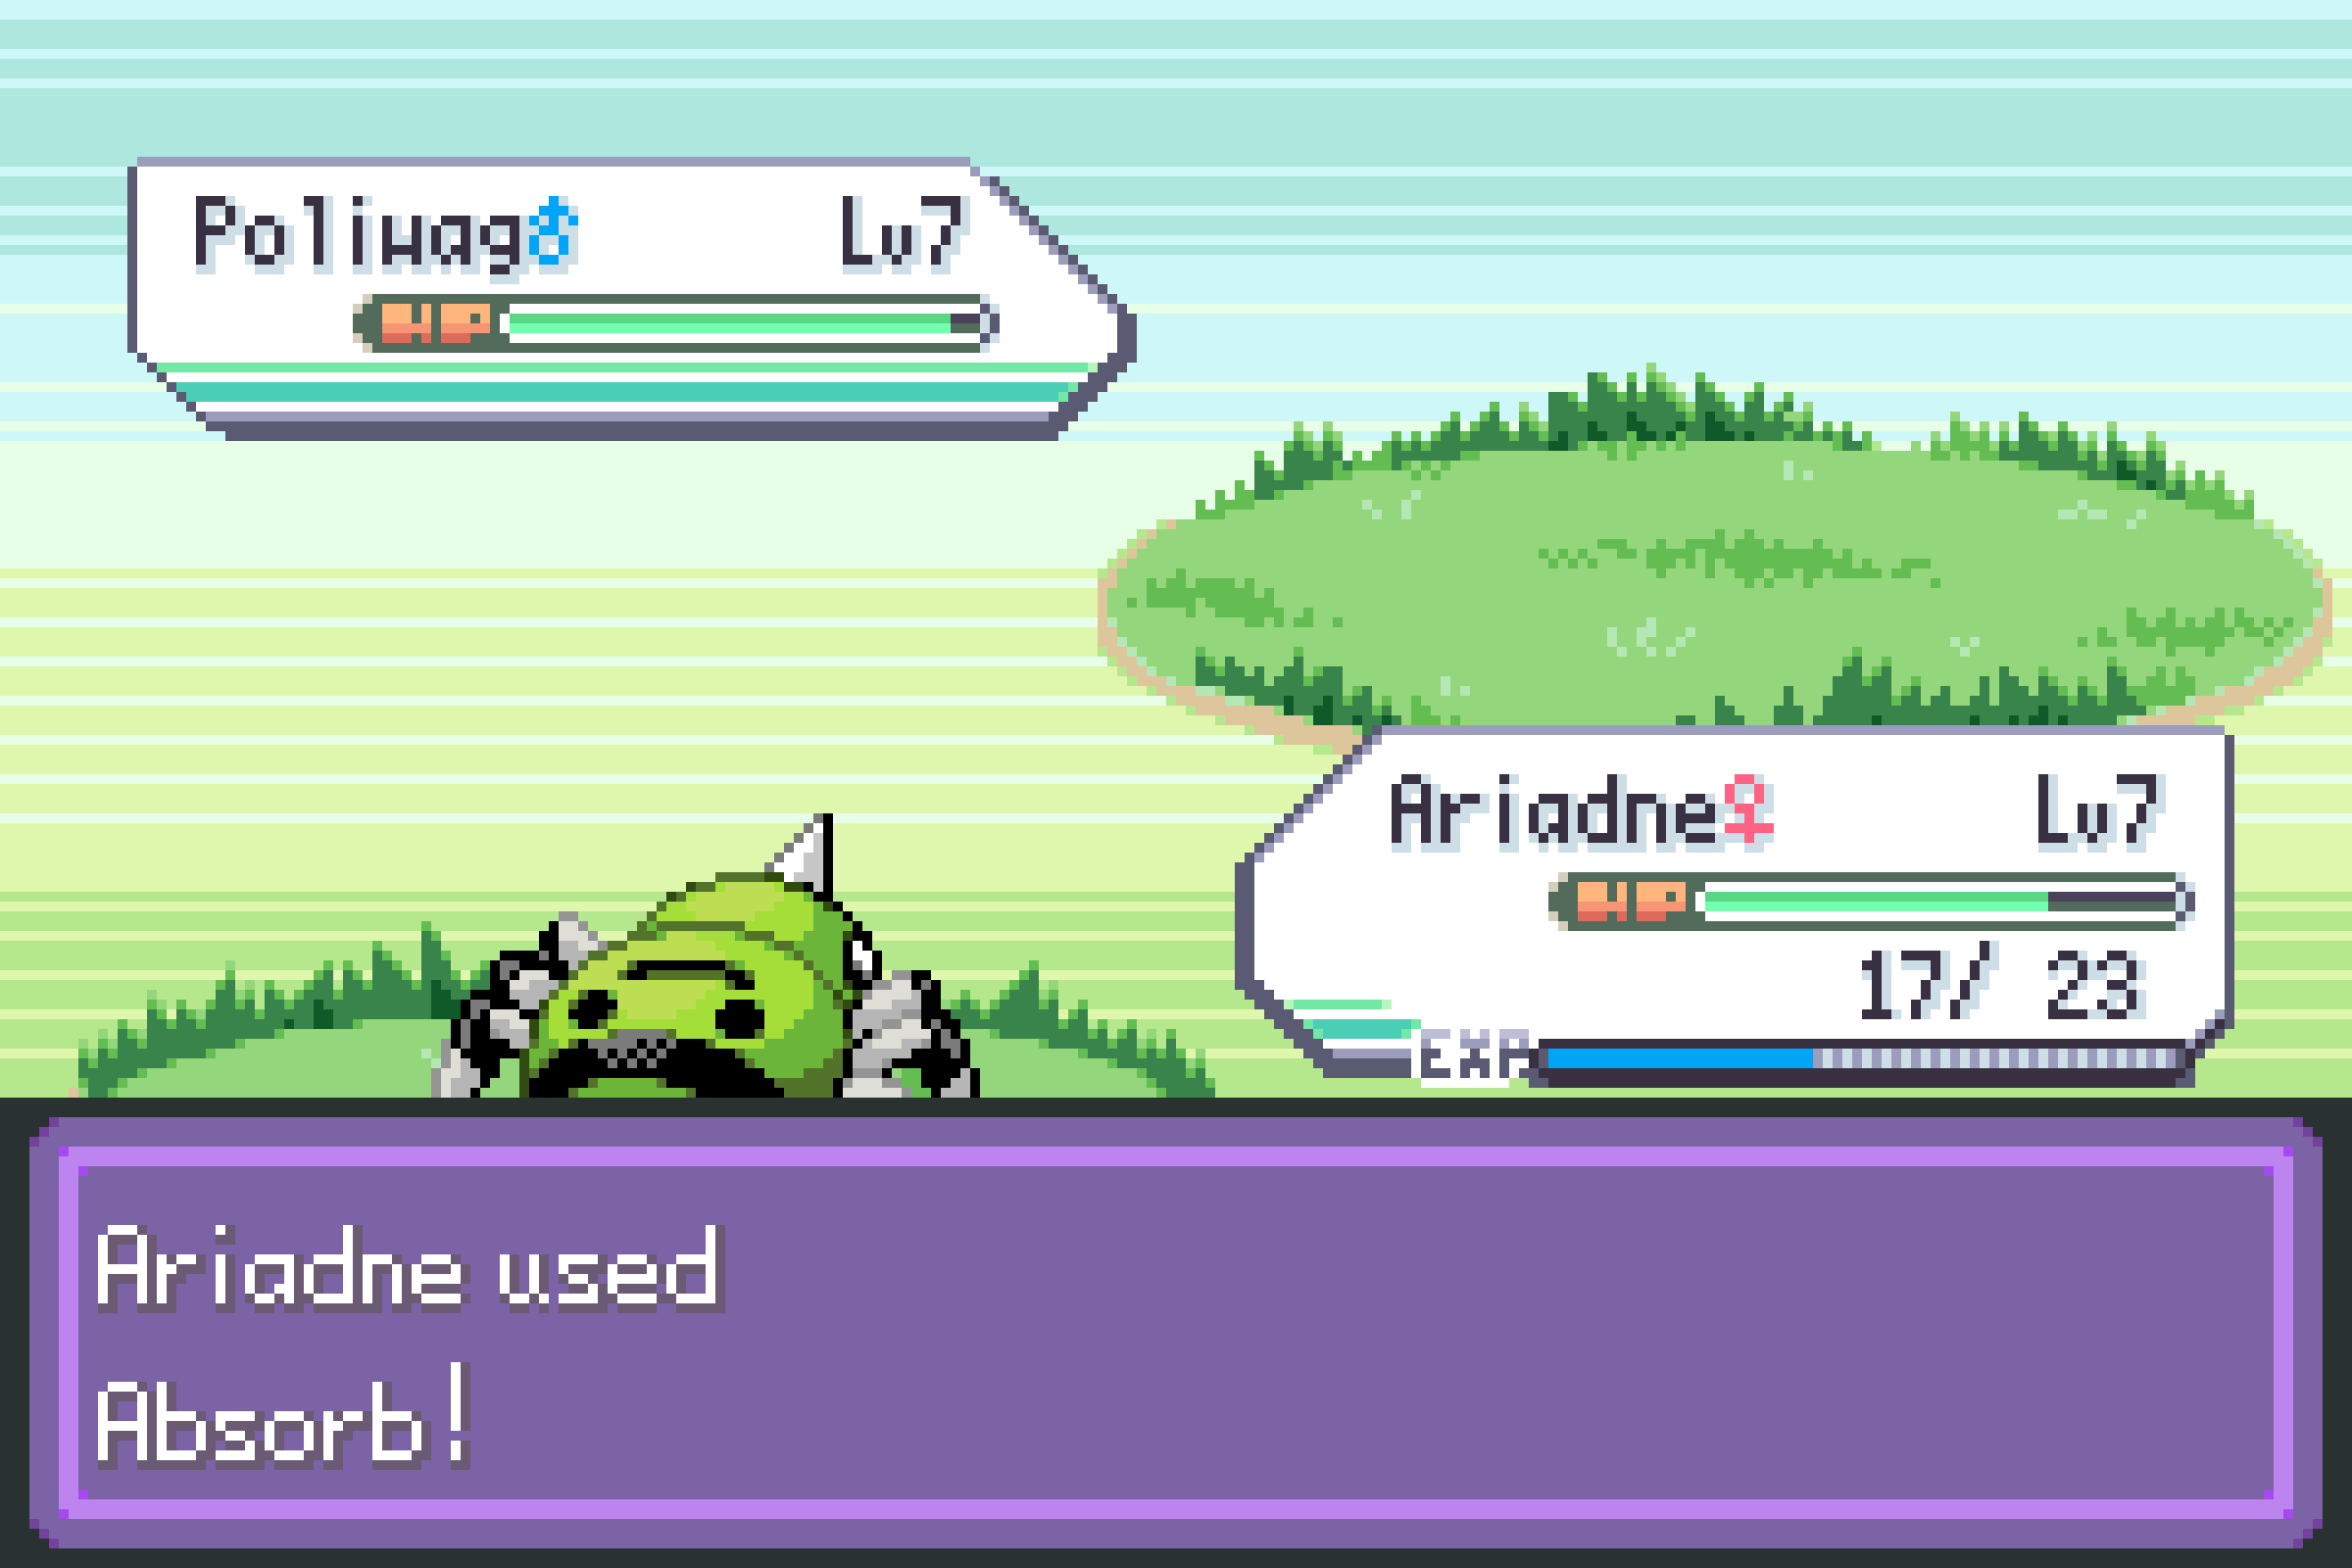 Poliwag♂ Lv7
HP
Ariadne♀ Lv7
HP
17/ 23
EXP
Ariadne used
Absorb!